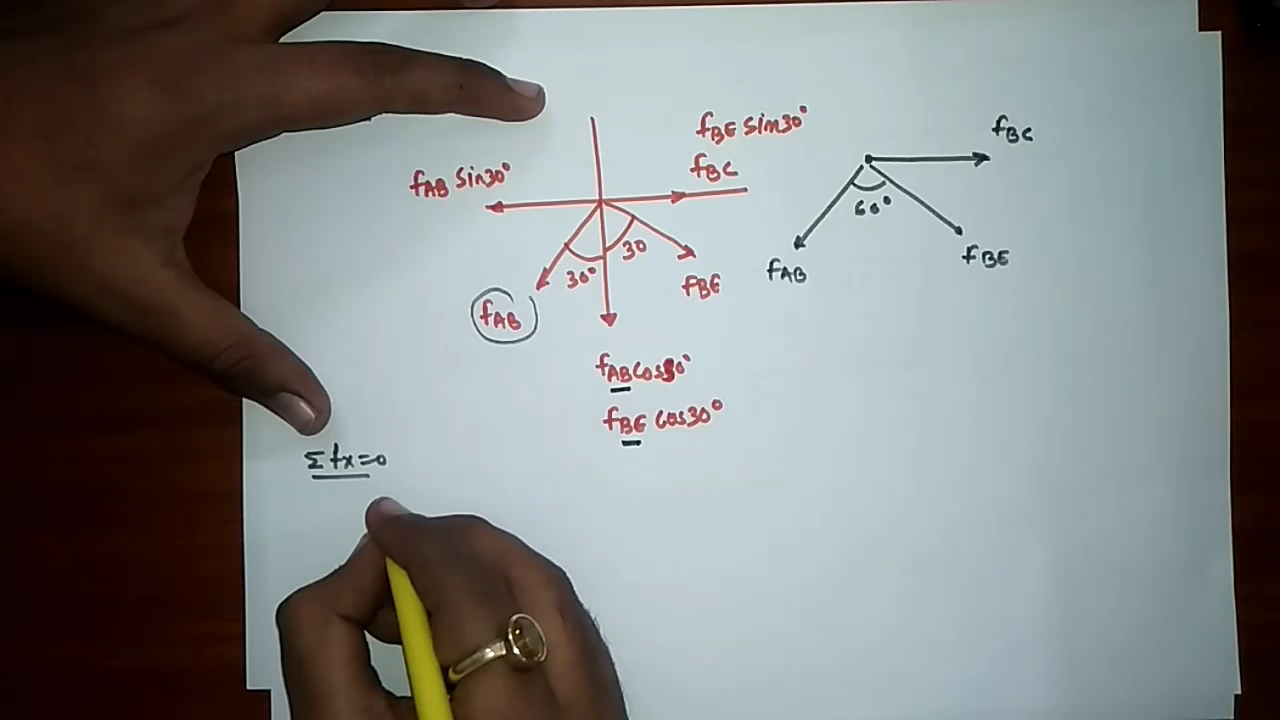 fBE Sin30°
fBC
fAB Sin30°
30°
30
fAB
fBE
fAB Cos30°
fBE Cos30°
Σfx=0
fBC
60°
fAB
fBE